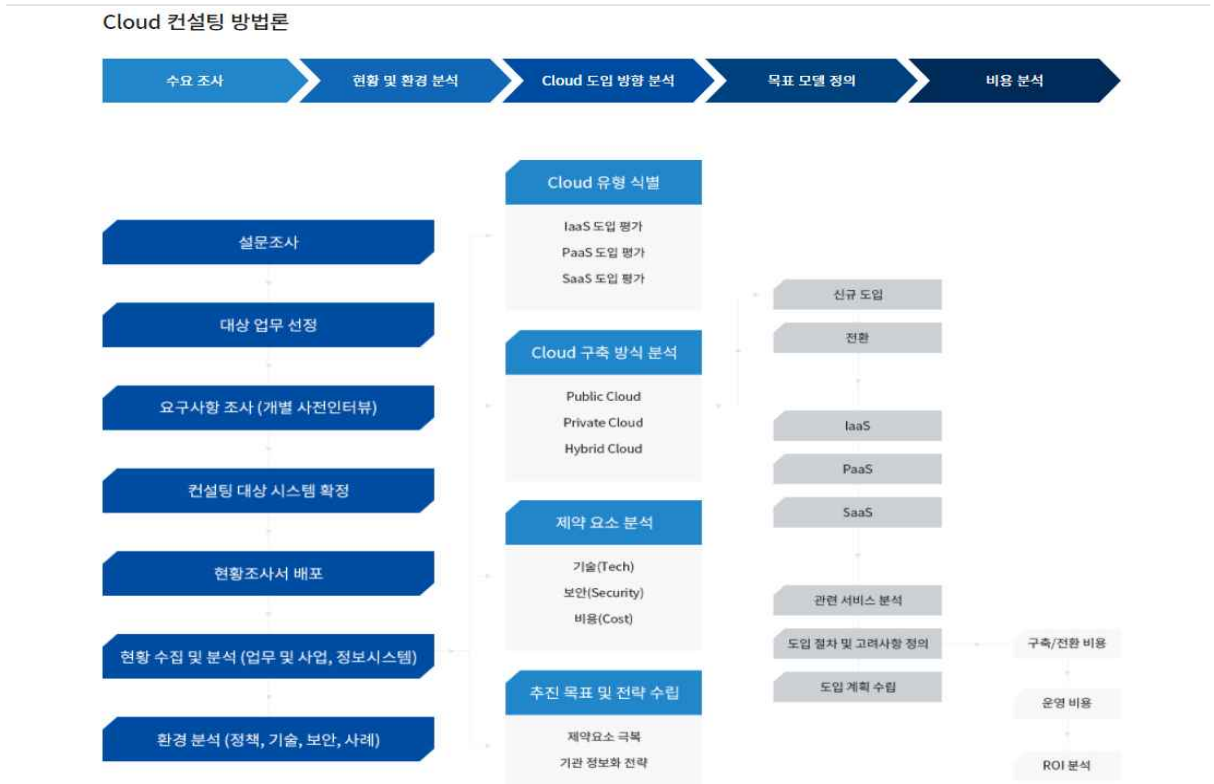 Cloud 컨설팅 방법론
수요 조사
현황 및 환경 분석
Cloud 도입 방향 분석
목표 모델 정의
비용 분석
설문조사
대상 업무 선정
요구사항 조사 (개별 사전인터뷰)
컨설팅 대상 시스템 확정
현황조사서 배포
현황 수집 및 분석 (업무 및 사업, 정보시스템)
환경 분석 (정책, 기술, 보안, 사례)
Cloud 유형 식별
IaaS 도입 평가
PaaS 도입 평가
SaaS 도입 평가
Cloud 구축 방식 분석
Public Cloud
Private Cloud
Hybrid Cloud
제약 요소 분석
기술(Tech)
보안(Security)
비용(Cost)
추진 목표 및 전략 수립
제약요소 극복
기관 정보화 전략
신규 도입
전환
IaaS
PaaS
SaaS
관련 서비스 분석
도입 절차 및 고려사항 정의
도입 계획 수립
구축/전환 비용
운영 비용
ROI 분석